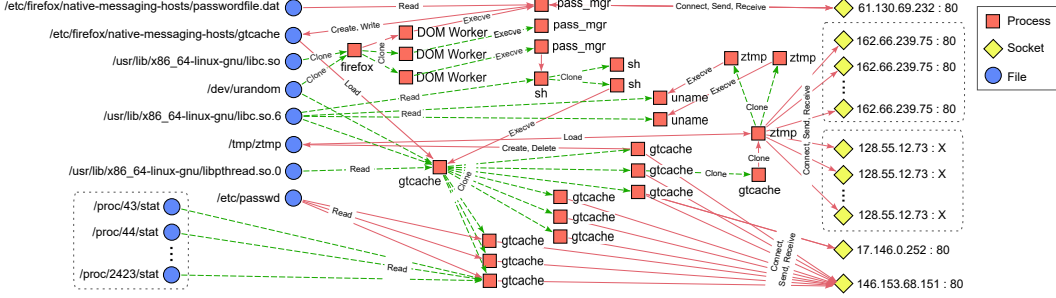 /etc/firefox/native-messaging-hosts/passwordfile.dat
Read
pass_mgr
Connect, Send, Receive
61.130.69.232 : 80
Process
Socket
File
/etc/firefox/native-messaging-hosts/gtcache
Create, Write
Execve
DOM Worker
Execve
pass_mgr
162.66.239.75 : 80
/usr/lib/x86_64-linux-gnu/libc.so
Clone
firefox
Clone
DOM Worker
Execve
pass_mgr
ztmp
ztmp
162.66.239.75 : 80
Clone
DOM Worker
sh
Clone
sh
sh
Execve
Execve
/dev/urandom
Load
Read
uname
162.66.239.75 : 80
/usr/lib/x86_64-linux-gnu/libc.so.6
Read
uname
Clone
Connect, Send, Receive
Execve
Load
ztmp
/tmp/ztmp
Create, Delete
gtcache
128.55.12.73 : X
Clone
/usr/lib/x86_64-linux-gnu/libpthread.so.0
Read
gtcache
Clone
gtcache
Clone
gtcache
128.55.12.73 : X
/etc/passwd
gtcache
gtcache
Read
gtcache
128.55.12.73 : X
/proc/43/stat
gtcache
/proc/44/stat
gtcache
Connect,
Send, Receive
17.146.0.252 : 80
gtcache
/proc/2423/stat
Read
gtcache
146.153.68.151 : 80